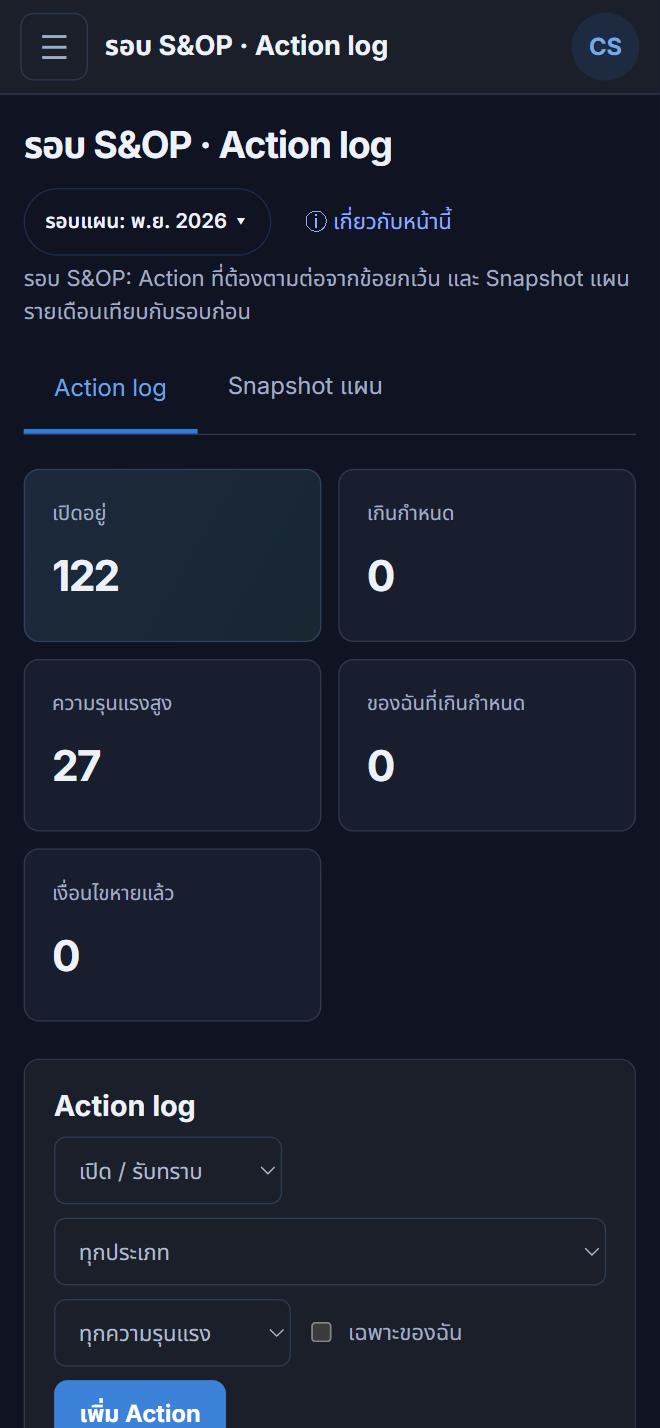 ☰ รอบ S&OP · Action log CS
รอบ S&OP · Action log
รอบแผน: พ.ย. 2026 ▾ ⓘ เกี่ยวกับหน้านี้
รอบ S&OP: Action ที่ต้องตามต่อจากข้อยกเว้น และ Snapshot แผน
รายเดือนเทียบกับรอบก่อน
Action log Snapshot แผน
เปิดอยู่ เกินกำหนด
122 0
ความรุนแรงสูง ของฉันที่เกินกำหนด
27 0
เงื่อนไขหายแล้ว
0
Action log
เปิด / รับทราบ
ทุกประเภท
ทุกความรุนแรง เฉพาะของฉัน
เพิ่ม Action